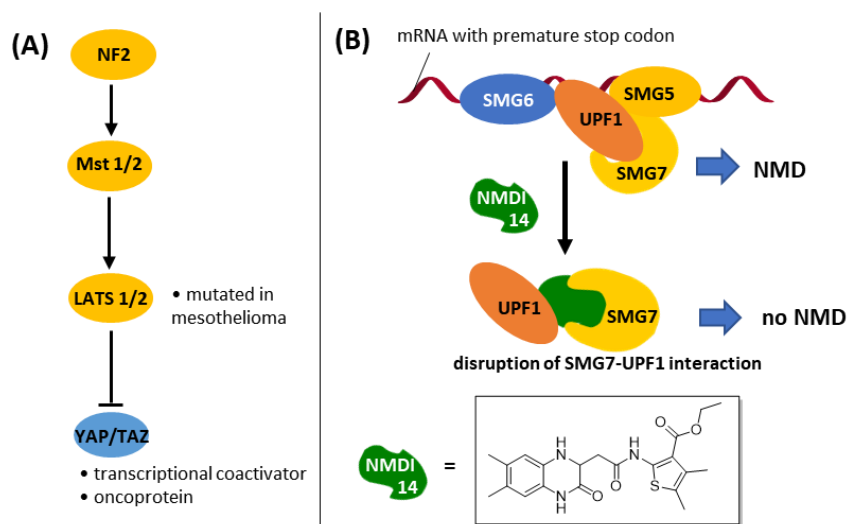 (A)
NF2
Mst 1/2
LATS 1/2
• mutated in
mesothelioma
YAP/TAZ
• transcriptional coactivator
• oncoprotein
(B)
mRNA with premature stop codon
SMG6
UPF1
SMG5
SMG7
NMD
NMDI
14
UPF1
SMG7
no NMD
disruption of SMG7-UPF1 interaction
NMDI
14
=
H
N
N
H
O
O
H
N
S
O
O